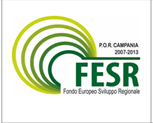 P.O.R. CAMPANIA
2007-2013
FESR
Fondo Europeo Sviluppo Regionale